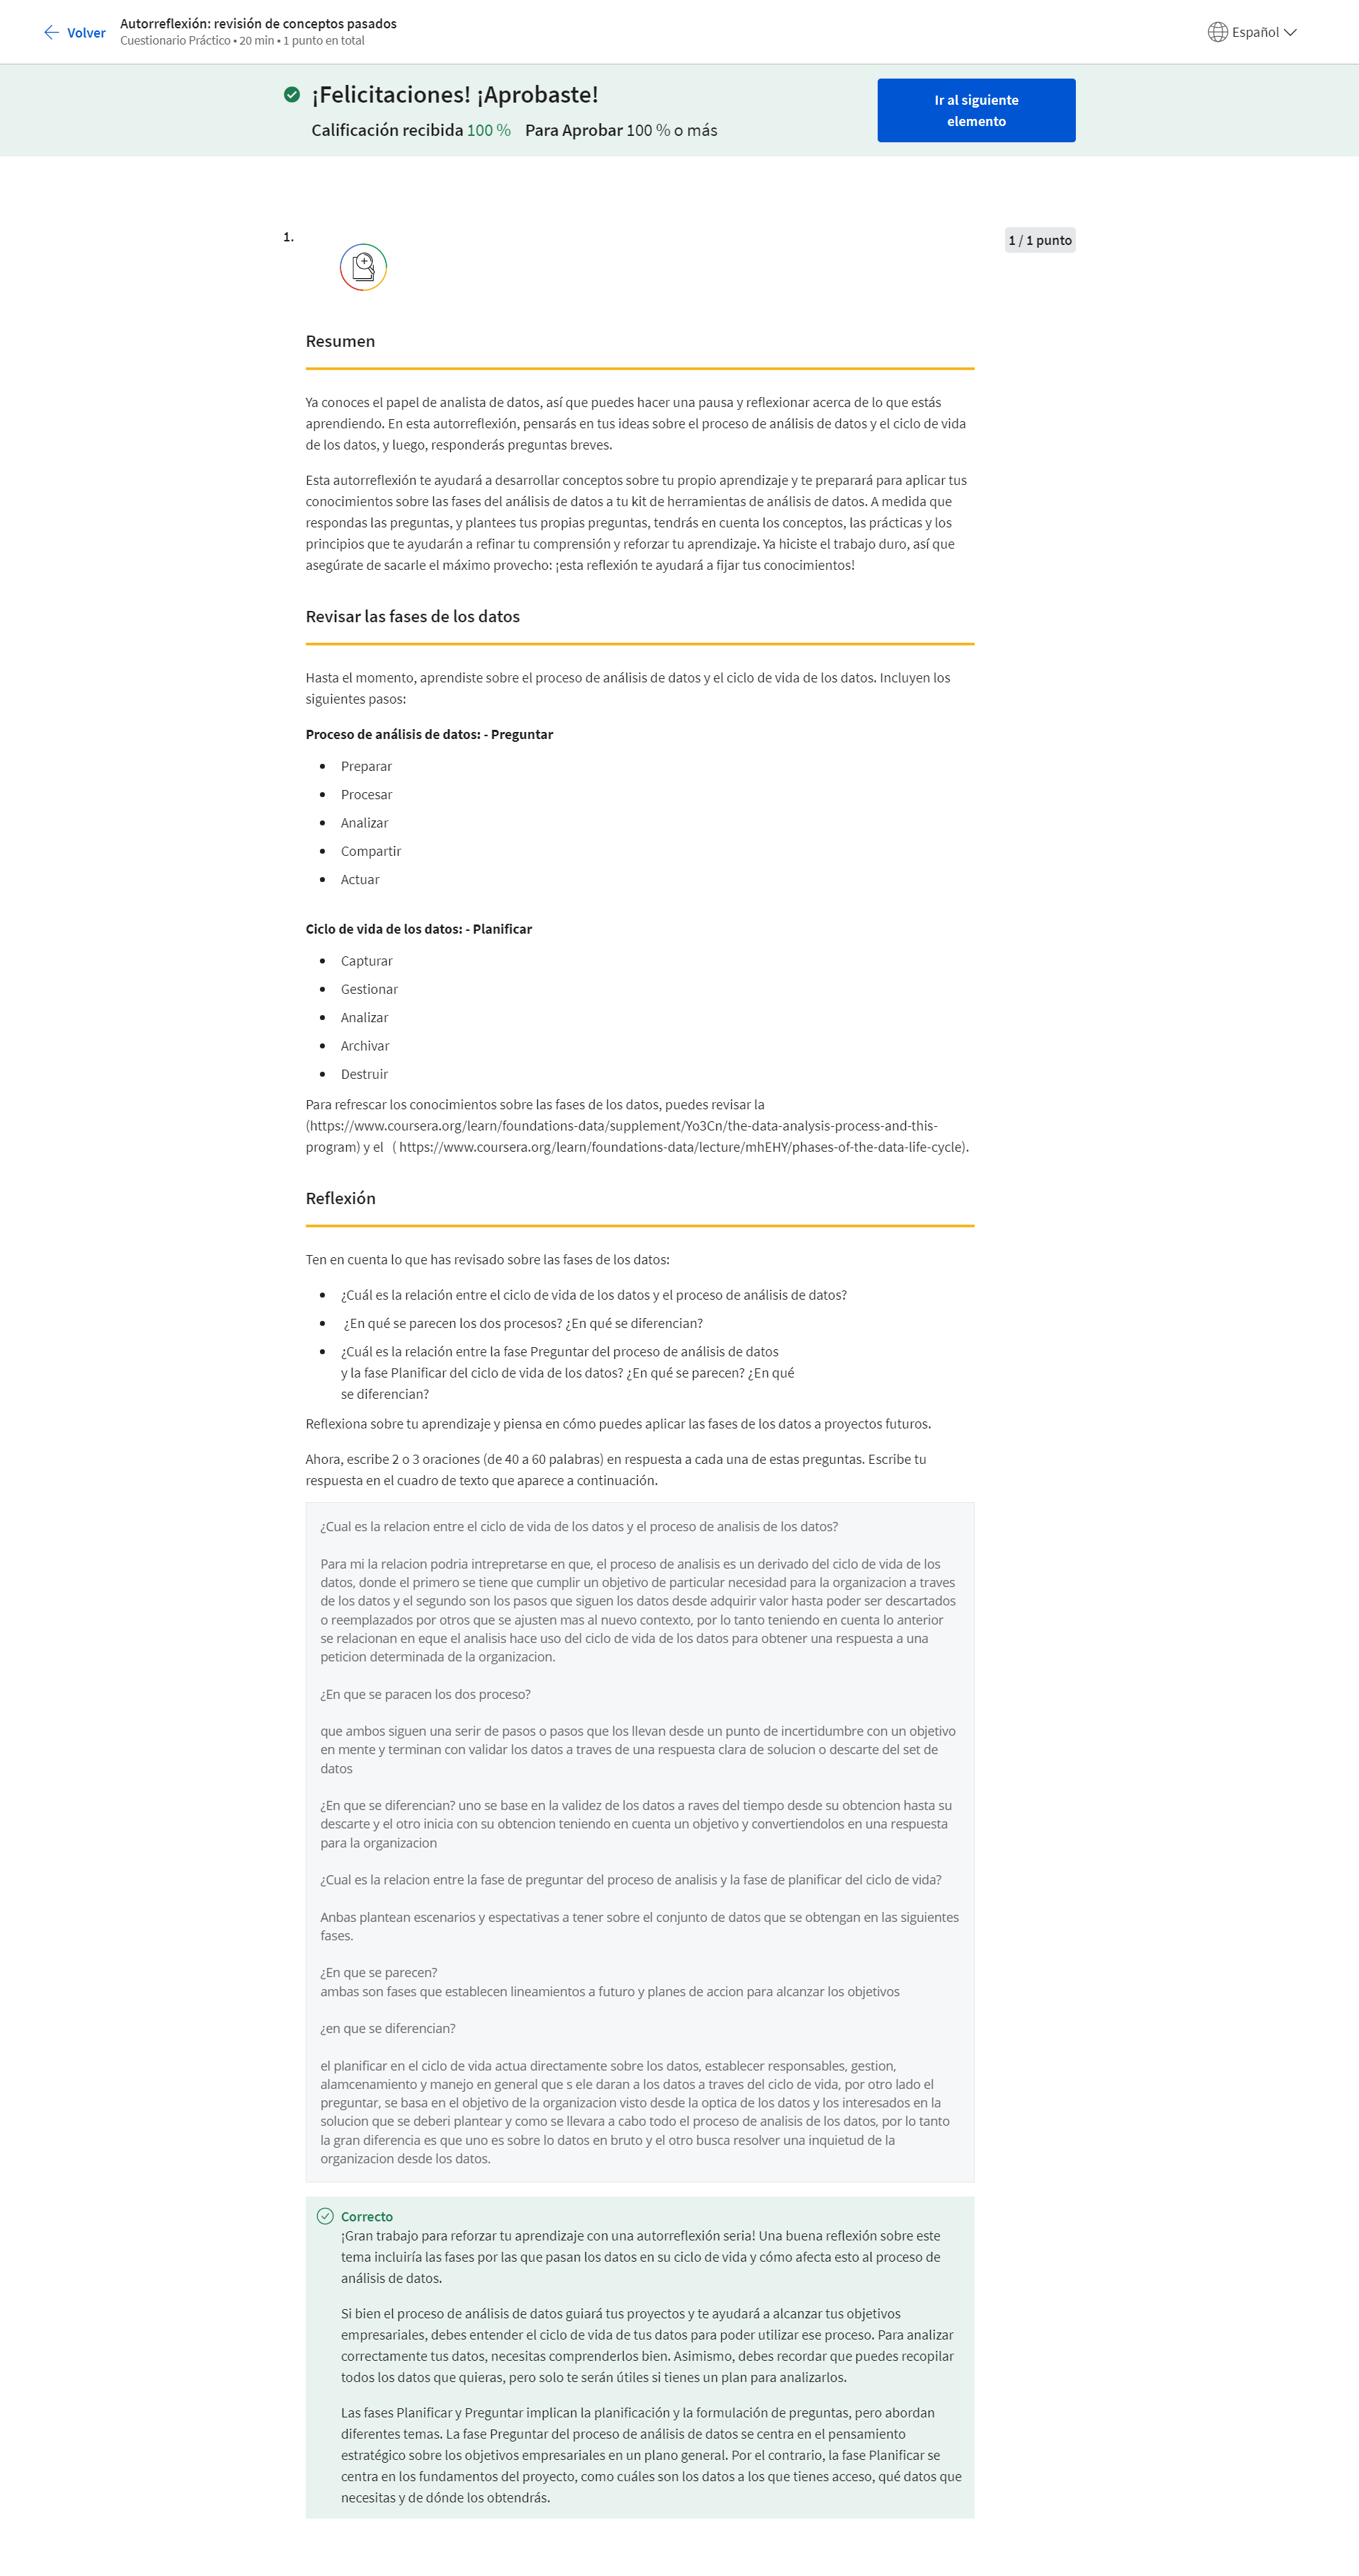 Volver
Autorreflexión: revisión de conceptos pasados
Cuestionario Práctico • 20 min • 1 punto en total
Español
¡Felicitaciones! ¡Aprobaste!
Calificación recibida 100 % Para Aprobar 100 % o más
Ir al siguiente
elemento
1.
1 / 1 punto
Resumen
Ya conoces el papel de analista de datos, así que puedes hacer una pausa y reflexionar acerca de lo que estás
aprendiendo. En esta autorreflexión, pensarás en tus ideas sobre el proceso de análisis de datos y el ciclo de vida
de los datos, y luego, responderás preguntas breves.
Esta autorreflexión te ayudará a desarrollar conceptos sobre tu propio aprendizaje y te preparará para aplicar tus
conocimientos sobre las fases del análisis de datos a tu kit de herramientas de análisis de datos. A medida que
respondas las preguntas, y plantees tus propias preguntas, tendrás en cuenta los conceptos, las prácticas y los
principios que te ayudarán a refinar tu comprensión y reforzar tu aprendizaje. Ya hiciste el trabajo duro, así que
asegúrate de sacarle el máximo provecho: ¡esta reflexión te ayudará a fijar tus conocimientos!
Revisar las fases de los datos
Hasta el momento, aprendiste sobre el proceso de análisis de datos y el ciclo de vida de los datos. Incluyen los
siguientes pasos:
Proceso de análisis de datos: - Preguntar
• Preparar
• Procesar
• Analizar
• Compartir
• Actuar
Ciclo de vida de los datos: - Planificar
• Capturar
• Gestionar
• Analizar
• Archivar
• Destruir
Para refrescar los conocimientos sobre las fases de los datos, puedes revisar la
(https://www.coursera.org/learn/foundations-data/supplement/Yo3Cn/the-data-analysis-process-and-this-
program) y el ( https://www.coursera.org/learn/foundations-data/lecture/mhEHY/phases-of-the-data-life-cycle).
Reflexión
Ten en cuenta lo que has revisado sobre las fases de los datos:
• ¿Cuál es la relación entre el ciclo de vida de los datos y el proceso de análisis de datos?
• ¿En qué se parecen los dos procesos? ¿En qué se diferencian?
• ¿Cuál es la relación entre la fase Preguntar del proceso de análisis de datos
y la fase Planificar del ciclo de vida de los datos? ¿En qué se parecen? ¿En qué
se diferencian?
Reflexiona sobre tu aprendizaje y piensa en cómo puedes aplicar las fases de los datos a proyectos futuros.
Ahora, escribe 2 o 3 oraciones (de 40 a 60 palabras) en respuesta a cada una de estas preguntas. Escribe tu
respuesta en el cuadro de texto que aparece a continuación.
¿Cual es la relacion entre el ciclo de vida de los datos y el proceso de analisis de los datos?
Para mi la relacion podria intrepretarse en que, el proceso de analisis es un derivado del ciclo de vida de los
datos, donde el primero se tiene que cumplir un objetivo de particular necesidad para la organizacion a traves
de los datos y el segundo son los pasos que siguen los datos desde adquirir valor hasta poder ser descartados
o reemplazados por otros que se ajusten mas al nuevo contexto, por lo tanto teniendo en cuenta lo anterior
se relacionan en eque el analisis hace uso del ciclo de vida de los datos para obtener una respuesta a una
peticion determinada de la organizacion.
¿En que se paracen los dos proceso?
que ambos siguen una serir de pasos o pasos que los llevan desde un punto de incertidumbre con un objetivo
en mente y terminan con validar los datos a traves de una respuesta clara de solucion o descarte del set de
datos
¿En que se diferencian? uno se base en la validez de los datos a raves del tiempo desde su obtencion hasta su
descarte y el otro inicia con su obtencion teniendo en cuenta un objetivo y convertiendolos en una respuesta
para la organizacion
¿Cual es la relacion entre la fase de preguntar del proceso de analisis y la fase de planificar del ciclo de vida?
Anbas plantean escenarios y espectativas a tener sobre el conjunto de datos que se obtengan en las siguientes
fases.
¿En que se parecen?
ambas son fases que establecen lineamientos a futuro y planes de accion para alcanzar los objetivos
¿en que se diferencian?
el planificar en el ciclo de vida actua directamente sobre los datos, establecer responsables, gestion,
alamcenamiento y manejo en general que s ele daran a los datos a traves del ciclo de vida, por otro lado el
preguntar, se basa en el objetivo de la organizacion visto desde la optica de los datos y los interesados en la
solucion que se deberi plantear y como se llevara a cabo todo el proceso de analisis de los datos, por lo tanto
la gran diferencia es que uno es sobre lo datos en bruto y el otro busca resolver una inquietud de la
organizacion desde los datos.
Correcto
¡Gran trabajo para reforzar tu aprendizaje con una autorreflexión seria! Una buena reflexión sobre este
tema incluiría las fases por las que pasan los datos en su ciclo de vida y cómo afecta esto al proceso de
análisis de datos.
Si bien el proceso de análisis de datos guiará tus proyectos y te ayudará a alcanzar tus objetivos
empresariales, debes entender el ciclo de vida de tus datos para poder utilizar ese proceso. Para analizar
correctamente tus datos, necesitas comprenderlos bien. Asimismo, debes recordar que puedes recopilar
todos los datos que quieras, pero solo te serán útiles si tienes un plan para analizarlos.
Las fases Planificar y Preguntar implican la planificación y la formulación de preguntas, pero abordan
diferentes temas. La fase Preguntar del proceso de análisis de datos se centra en el pensamiento
estratégico sobre los objetivos empresariales en un plano general. Por el contrario, la fase Planificar se
centra en los fundamentos del proyecto, como cuáles son los datos a los que tienes acceso, qué datos que
necesitas y de dónde los obtendrás.